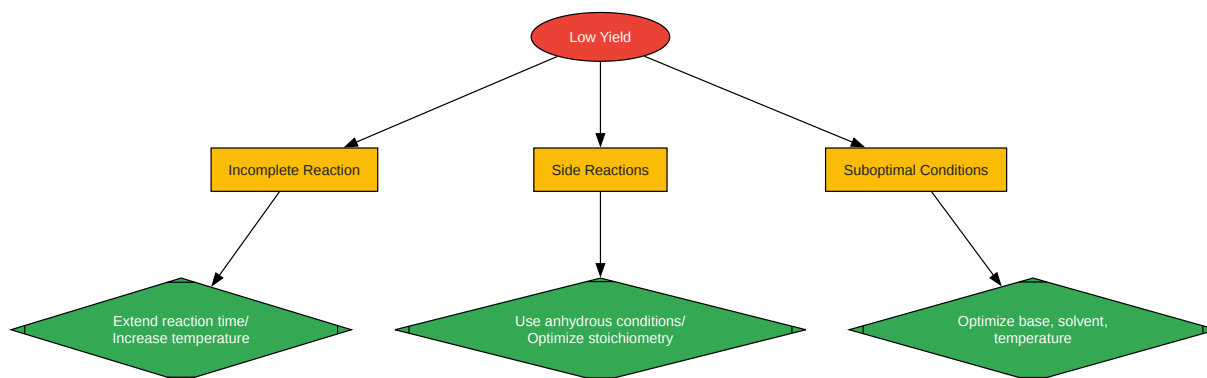 Low Yield
Incomplete Reaction
Side Reactions
Suboptimal Conditions
Extend reaction time/
Increase temperature
Use anhydrous conditions/
Optimize stoichiometry
Optimize base, solvent,
temperature